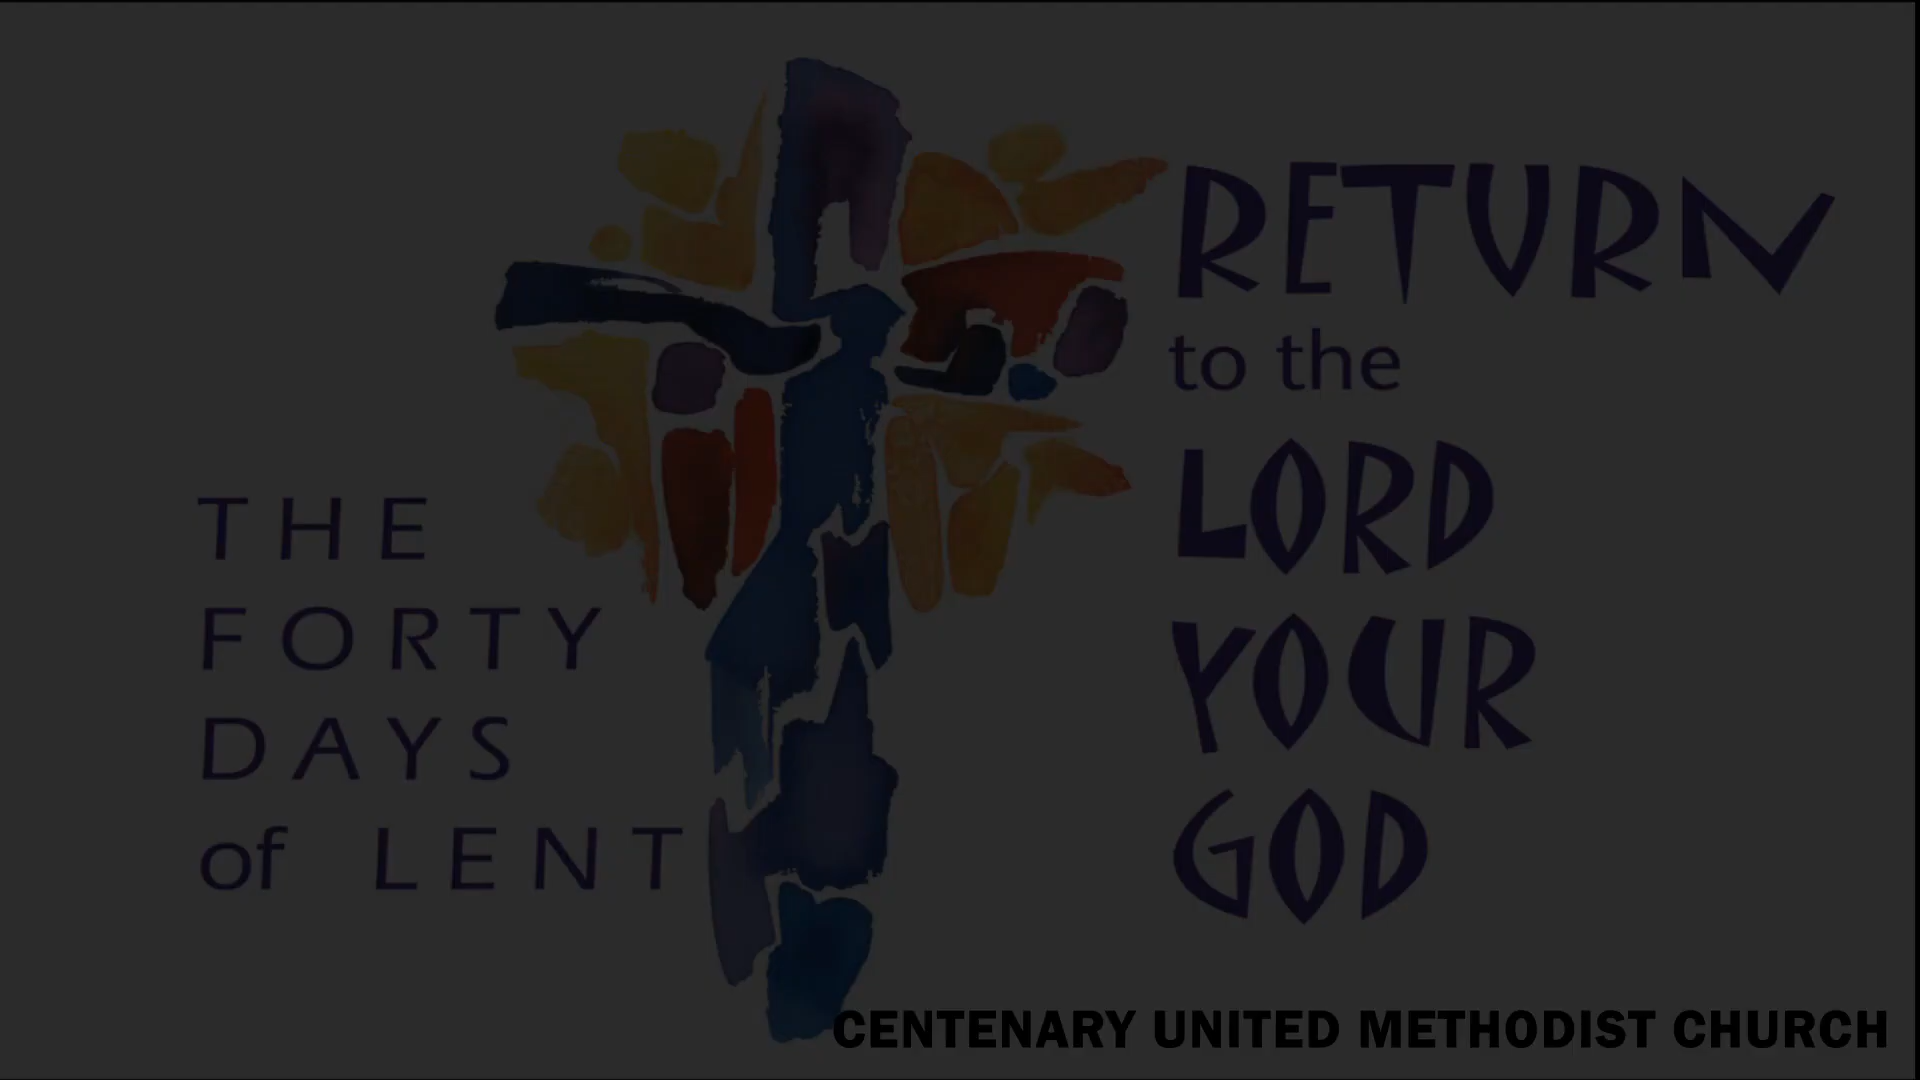 THE
FORTY
DAYS
of LENT
RETURN
to the
LORD
YOUR
GOD
CENTENARY UNITED METHODIST CHURCH